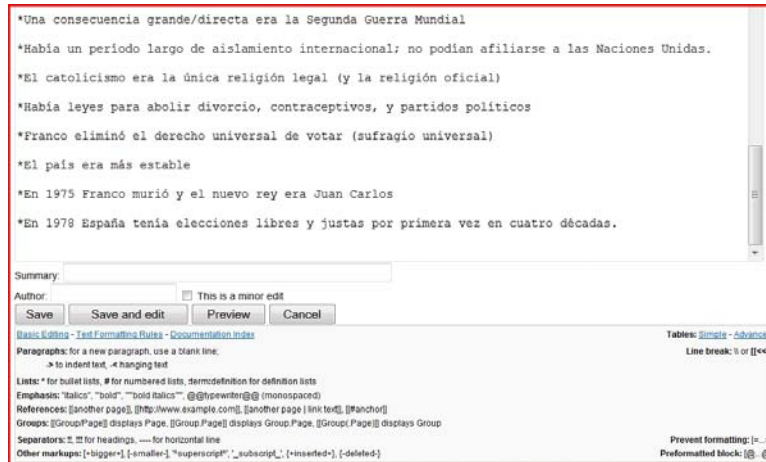 *Una consecuencia grande/directa era la Segunda Guerra Mundial
*Había un período largo de aislamiento internacional; no podían afiliarse a las Naciones Unidas.
*El catolicismo era la única religión legal (y la religión oficial)
*Había leyes para abolir divorcio, contraceptivos, y partidos políticos
*Franco eliminó el derecho universal de votar (sufragio universal)
*El país era más estable
*En 1975 Franco murió y el nuevo rey era Juan Carlos
*En 1978 España tenía elecciones libres y justas por primera vez en cuatro décadas.
Summary:
Author: This is a minor edit
Save Save and edit Preview Cancel
Basic Editing - Text Formatting Rules - Documentation Index Tables: Simple - Advance
Paragraphs: for a new paragraph, use a blank line; Line break: \\ or [[<<
-> to indent text, -< hanging text
Lists: * for bullet lists, # for numbered lists, :term:definition for definition lists
Emphasis: ''italics'', '''bold''', '''''bold italics''''', @@typewriter@@ (monospaced)
References: [[another page]], [[http://www.example.com]], [[another page | link text]], [[#anchor]]
Groups: [[Group/Page]] displays Page, [[Group.Page]] displays Group.Page, [[Group(.Page)]] displays Group
Separators: !!, !!! for headings, ---- for horizontal line Prevent formatting: [=...
Other markups: [+bigger+], [-smaller-], '^superscript^', '_subscript_', {+inserted+}, {-deleted-} Preformatted block: [@...@